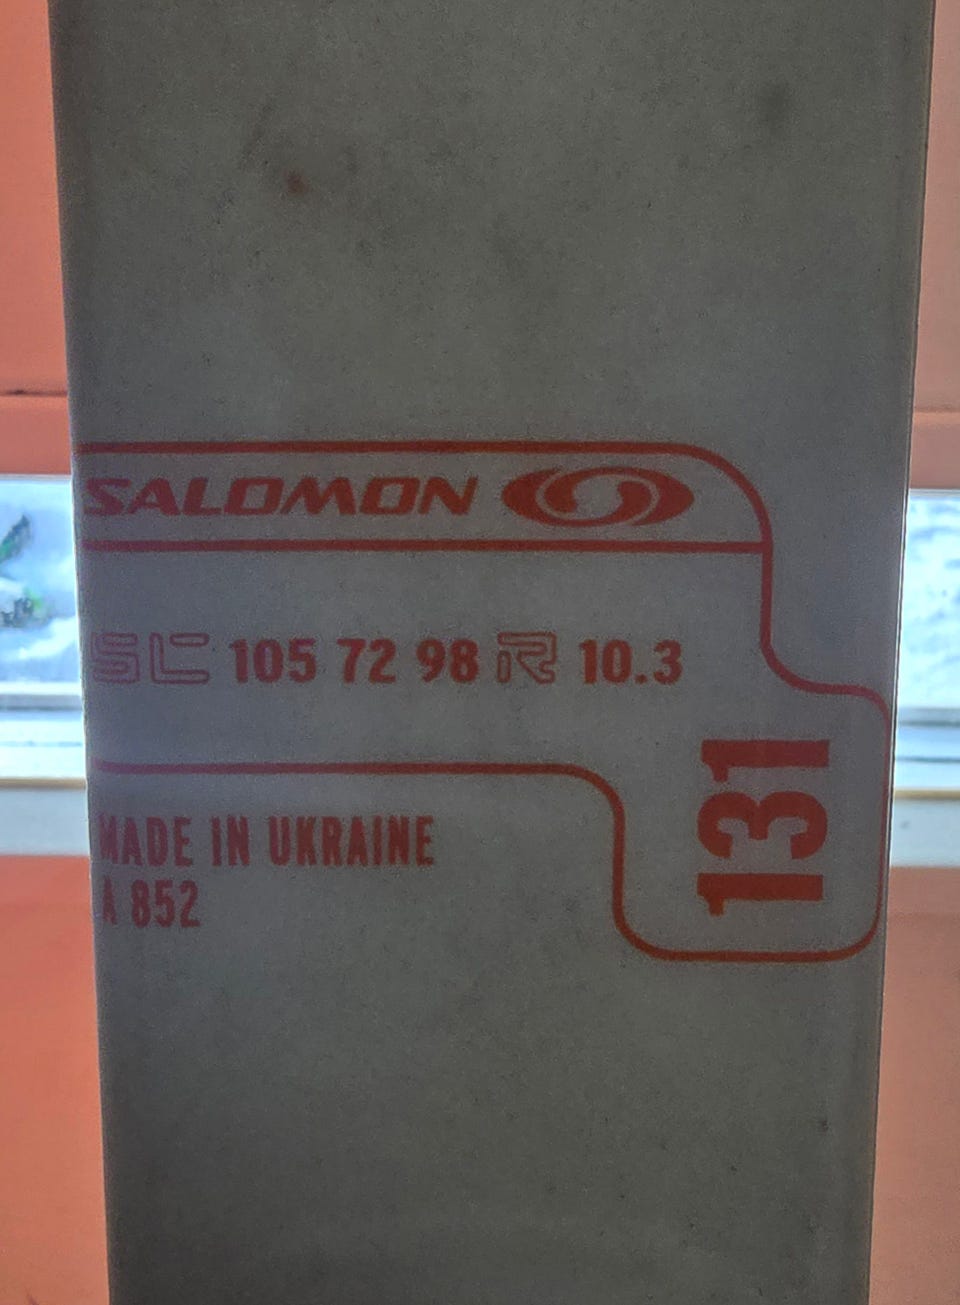 SALOMON
SC 105 72 98 R 10.3
131
MADE IN UKRAINE
A 852